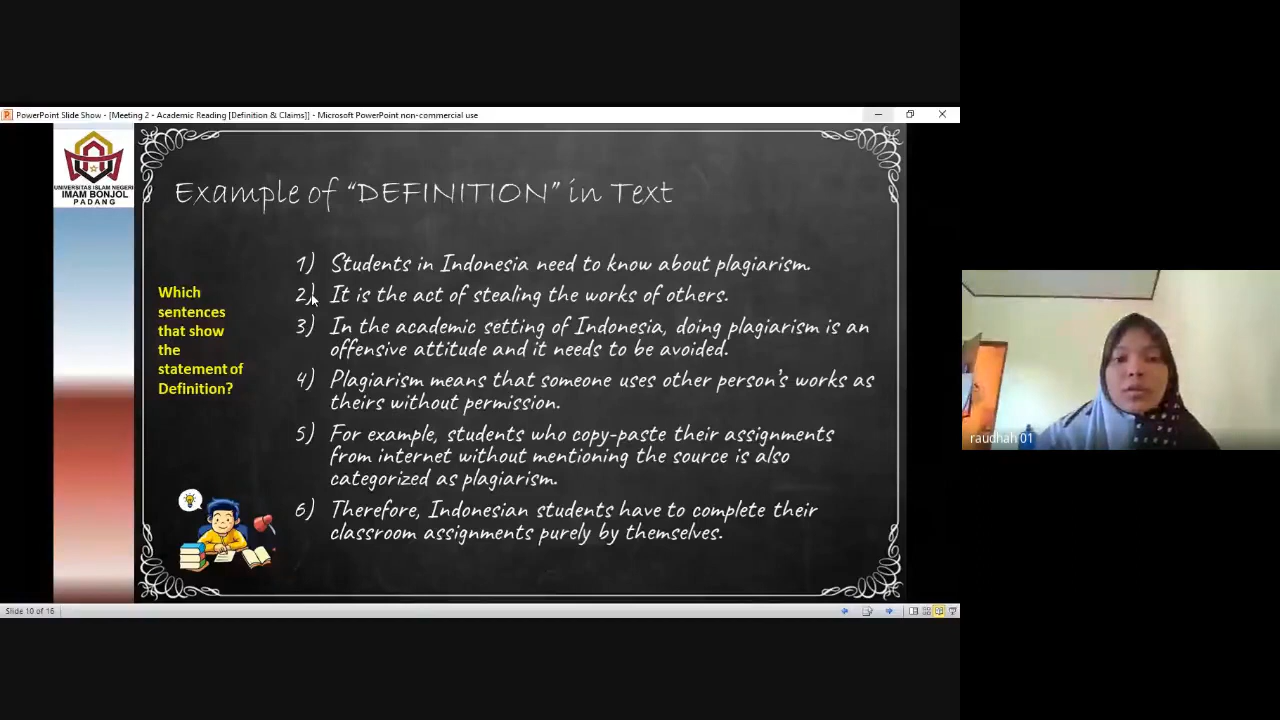 PowerPoint Slide Show - [Meeting 2 - Academic Reading [Definition & Claims]] - Microsoft PowerPoint non-commercial use
UNIVERSITAS ISLAM NEGERI
IMAM BONJOL
PADANG
Example of "DEFINITION" in Text
Which
sentences
that show
the
statement of
Definition?
1) Students in Indonesia need to know about plagiarism.
2) It is the act of stealing the works of others.
3) In the academic setting of Indonesia, doing plagiarism is an
offensive attitude and it needs to be avoided.
4) Plagiarism means that someone uses other person's works as
theirs without permission.
5) For example, students who copy-paste their assignments
from internet without mentioning the source is also
categorized as plagiarism.
6) Therefore, Indonesian students have to complete their
classroom assignments purely by themselves.
Slide 10 of 16
raudhah 01